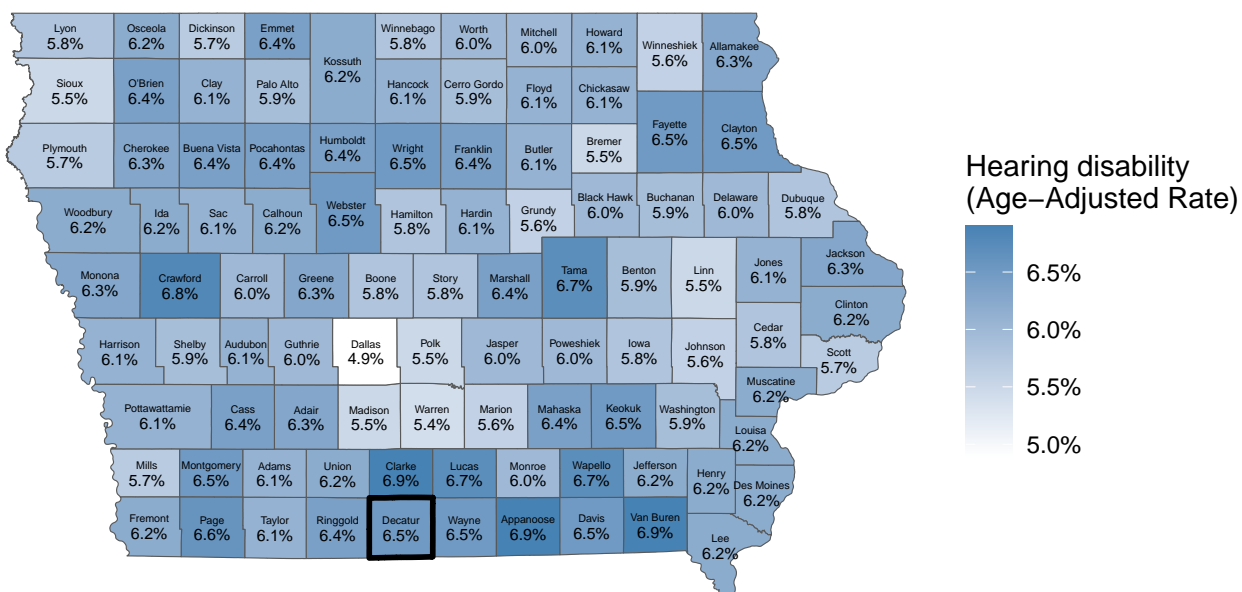 Lyon
5.8%
Osceola
6.2%
Dickinson
5.7%
Emmet
6.4%
Kossuth
6.2%
Winnebago
5.8%
Worth
6.0%
Mitchell
6.0%
Howard
6.1%
Winneshiek
5.6%
Allamakee
6.3%
Sioux
5.5%
O'Brien
6.4%
Clay
6.1%
Palo Alto
5.9%
Hancock
6.1%
Cerro Gordo
5.9%
Floyd
6.1%
Chickasaw
6.1%
Fayette
6.5%
Clayton
6.5%
Plymouth
5.7%
Cherokee
6.3%
Buena Vista
6.4%
Pocahontas
6.4%
Humboldt
6.4%
Wright
6.5%
Franklin
6.4%
Butler
6.1%
Bremer
5.5%
Woodbury
6.2%
Ida
6.2%
Sac
6.1%
Calhoun
6.2%
Webster
6.5%
Hamilton
5.8%
Hardin
6.1%
Grundy
5.6%
Black Hawk
6.0%
Buchanan
5.9%
Delaware
6.0%
Dubuque
5.8%
Monona
6.3%
Crawford
6.8%
Carroll
6.0%
Greene
6.3%
Boone
5.8%
Story
5.8%
Marshall
6.4%
Tama
6.7%
Benton
5.9%
Linn
5.5%
Jones
6.1%
Jackson
6.3%
Clinton
6.2%
Harrison
6.1%
Shelby
5.9%
Audubon
6.1%
Guthrie
6.0%
Dallas
4.9%
Polk
5.5%
Jasper
6.0%
Poweshiek
6.0%
Iowa
5.8%
Johnson
5.6%
Cedar
5.8%
Scott
5.7%
Muscatine
6.2%
Pottawattamie
6.1%
Cass
6.4%
Adair
6.3%
Madison
5.5%
Warren
5.4%
Marion
5.6%
Mahaska
6.4%
Keokuk
6.5%
Washington
5.9%
Louisa
6.2%
Mills
5.7%
Montgomery
6.5%
Adams
6.1%
Union
6.2%
Clarke
6.9%
Lucas
6.7%
Monroe
6.0%
Wapello
6.7%
Jefferson
6.2%
Henry
6.2%
Des Moines
6.2%
Fremont
6.2%
Page
6.6%
Taylor
6.1%
Ringgold
6.4%
Decatur
6.5%
Wayne
6.5%
Appanoose
6.9%
Davis
6.5%
Van Buren
6.9%
Lee
6.2%
Hearing disability
(Age−Adjusted Rate)
6.5%
6.0%
5.5%
5.0%